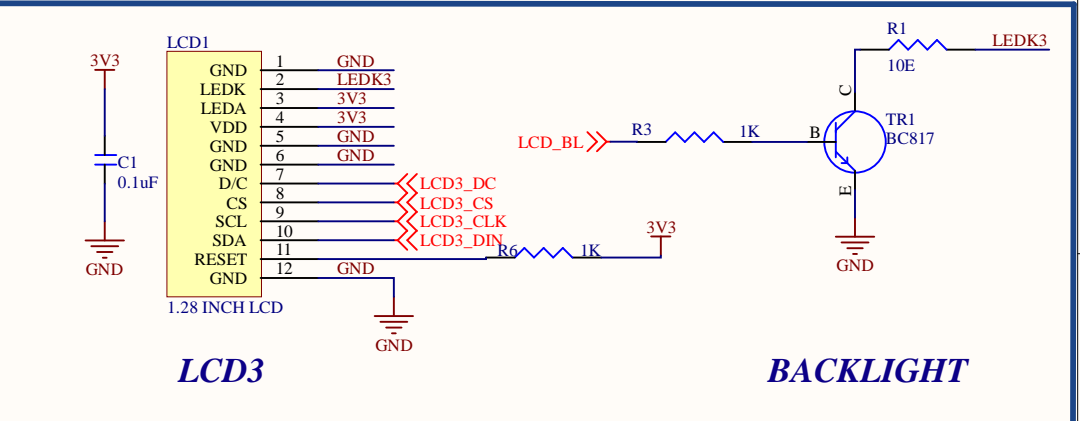 LCD1
3V3
C1
0.1uF
GND
GND 1 GND
LEDK 2 LEDK3
LEDA 3 3V3
VDD 4 3V3
GND 5 GND
GND 6 GND
D/C 7 LCD3_DC
CS 8 LCD3_CS
SCL 9 LCD3_CLK
SDA 10 LCD3_DIN
RESET 11
GND 12 GND
1.28 INCH LCD
R6 1K
3V3
GND
LCD3
R1
10E
LEDK3
C
LCD_BL
R3 1K
B
TR1
BC817
E
GND
BACKLIGHT